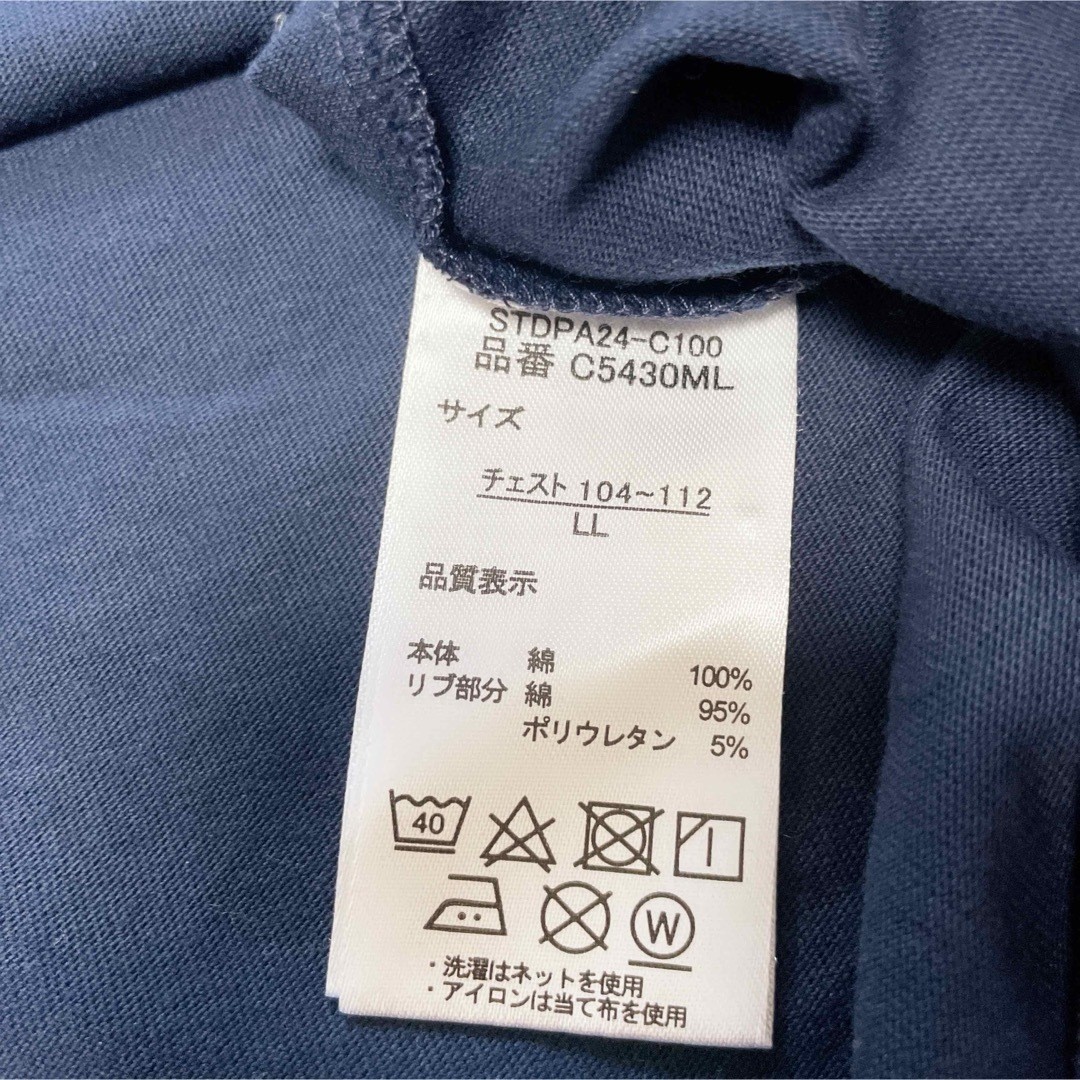 STDPA24-C100
品番 C5430ML
サイズ
チェスト 104~112
LL
品質表示
本体 綿 100%
リブ部分 綿 95%
ポリウレタン 5%
40
W
・洗濯はネットを使用
・アイロンは当て布を使用